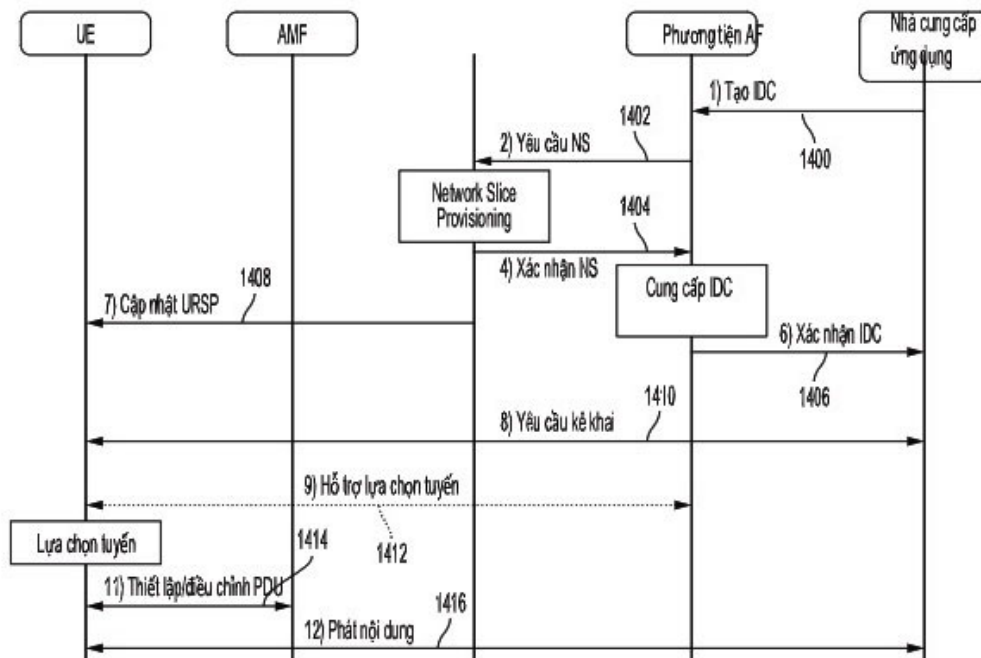 UE
AMF
Phương tiện AF
Nhà cung cấp
ứng dụng
1) Tạo IDC
1400
1402
2) Yêu cầu NS
Network Slice
Provisioning
1404
4) Xác nhận NS
1408
7) Cập nhật URSP
Cung cấp IDC
6) Xác nhận IDC
1406
1410
8) Yêu cầu kê khai
9) Hỗ trợ lựa chọn tuyến
1412
Lựa chọn tuyến
1414
11) Thiết lập/điều chỉnh PDU
1416
12) Phát nội dung